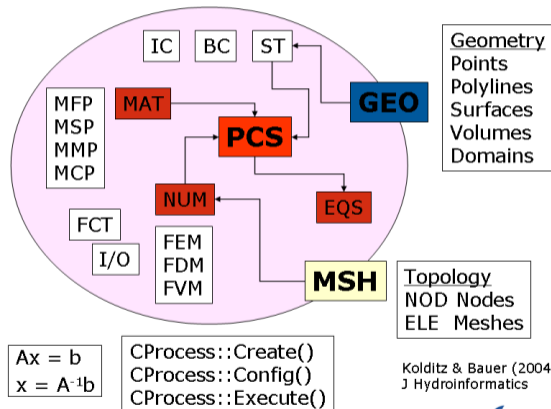 IC
BC
ST
Geometry
Points
Polylines
Surfaces
Volumes
Domains
GEO
MFP
MSP
MMP
MCP
MAT
PCS
NUM
EQS
FCT
I/O
FEM
FDM
FVM
MSH
Topology
NOD Nodes
ELE Meshes
Ax = b
x = A⁻¹b
CProcess::Create()
CProcess::Config()
CProcess::Execute()
Kolditz & Bauer (2004
J Hydroinformatics